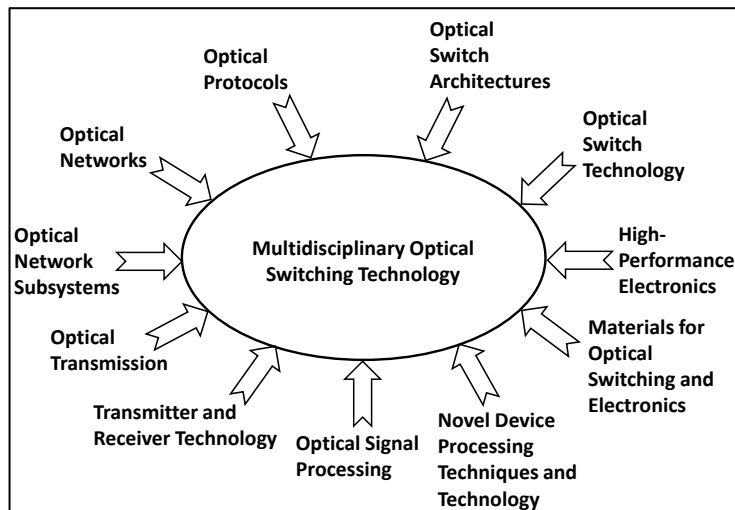 Optical
Protocols
Optical
Switch
Architectures
Optical
Networks
Optical
Switch
Technology
Optical
Network
Subsystems
Multidisciplinary Optical
Switching Technology
High-
Performance
Electronics
Optical
Transmission
Materials for
Optical
Switching and
Electronics
Transmitter and
Receiver Technology
Optical Signal
Processing
Novel Device
Processing
Techniques and
Technology